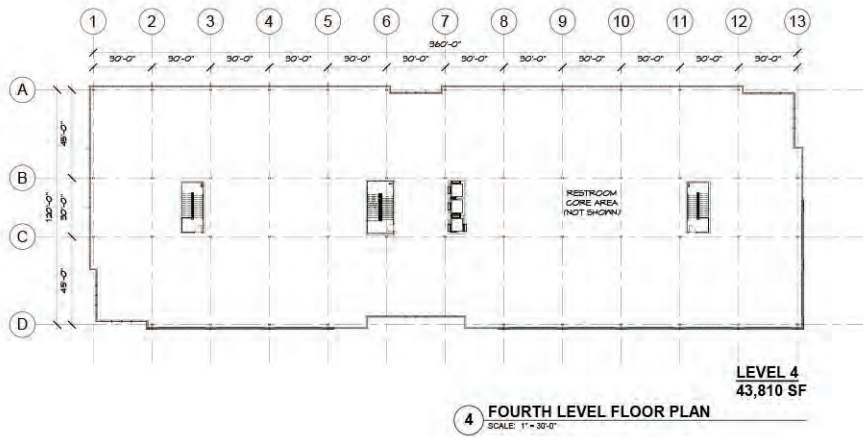 1 2 3 4 5 6 7 8 9 10 11 12 13
360'-0"
30'-0" 30'-0" 30'-0" 30'-0" 30'-0" 30'-0" 30'-0" 30'-0" 30'-0" 30'-0" 30'-0" 30'-0"
A
45'-0"
B
120'-0"
30'-0"
RESTROOM
CORE AREA
(NOT SHOWN)
C
45'-0"
D
LEVEL 4
43,810 SF
4 FOURTH LEVEL FLOOR PLAN
SCALE: 1" = 30'-0"